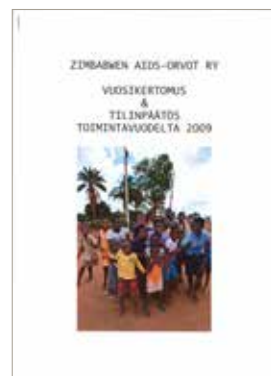 ZIMBABWEN AIDS-ORVOT RY
VUOSIKERTOMUS
&
TILINPÄÄTÖS
TOIMINTAVUODELTA 2009